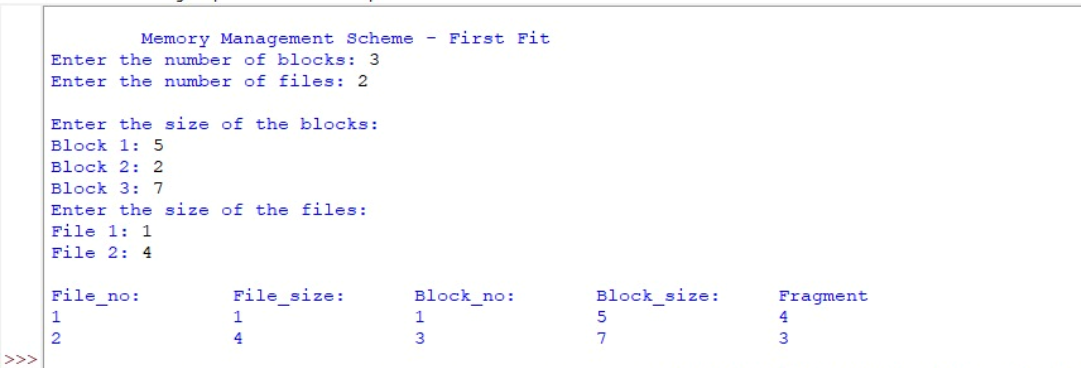 Memory Management Scheme - First Fit
Enter the number of blocks: 3
Enter the number of files: 2
Enter the size of the blocks:
Block 1: 5
Block 2: 2
Block 3: 7
Enter the size of the files:
File 1: 1
File 2: 4
File_no: File_size: Block_no: Block_size: Fragment
1 1 1 5 4
2 4 3 7 3
>>>